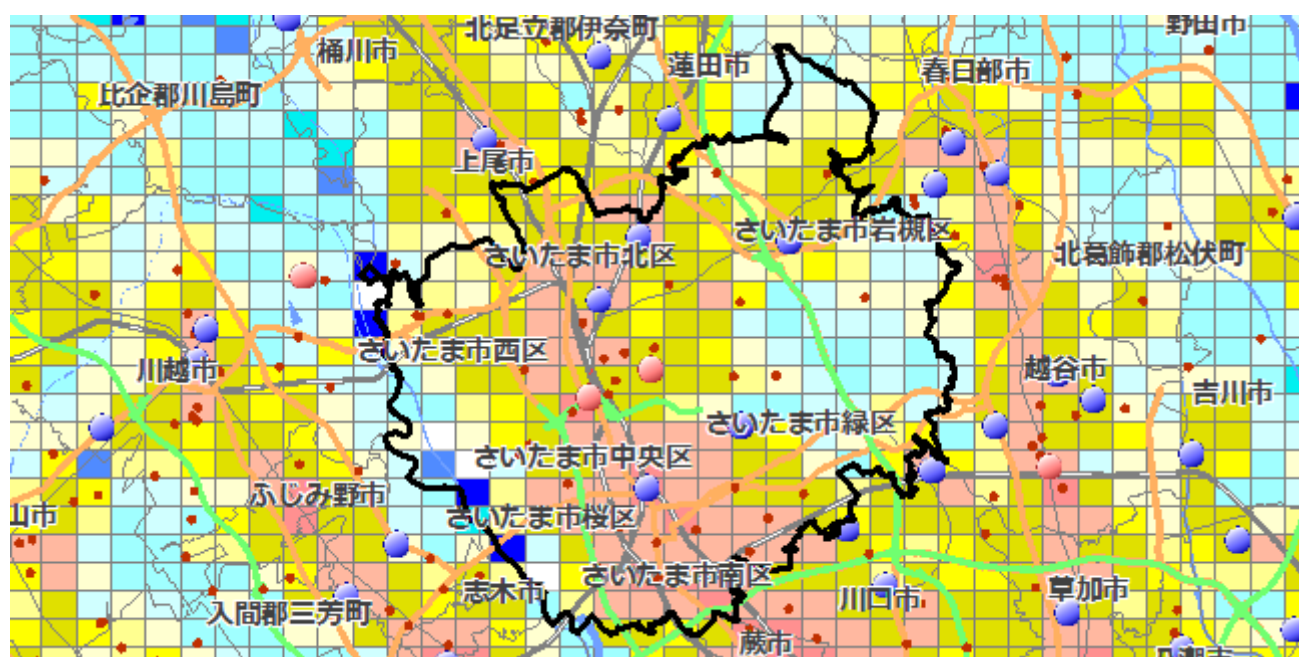 北足立郡伊奈町
野田市
桶川市
蓮田市
春日部市
比企郡川島町
上尾市
さいたま市岩槻区
さいたま市北区
北葛飾郡松伏町
さいたま市西区
川越市
越谷市
吉川市
さいたま市緑区
さいたま市中央区
ふじみ野市
山市
さいたま市桜区
さいたま市南区
志木市
川口市
草加市
入間郡三芳町
蕨市